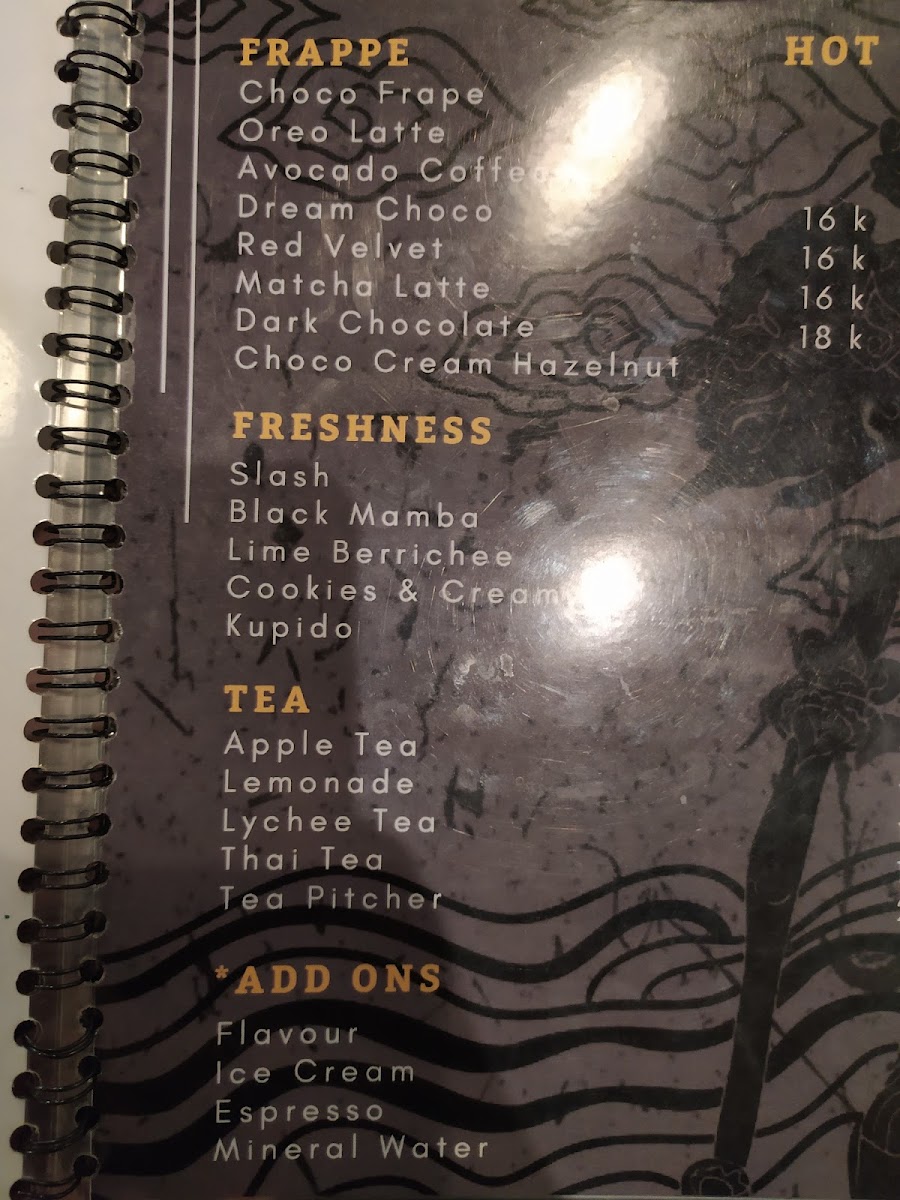 FRAPPE HOT
Choco Frape
Oreo Latte
Avocado Coffee
Dream Choco 16 k
Red Velvet 16 k
Matcha Latte 16 k
Dark Chocolate 18 k
Choco Cream Hazelnut
FRESHNESS
Slash
Black Mamba
Lime Berrichee
Cookies & Cream
Kupido
TEA
Apple Tea
Lemonade
Lychee Tea
Thai Tea
Tea Pitcher
*ADD ONS
Flavour
Ice Cream
Espresso
Mineral Water